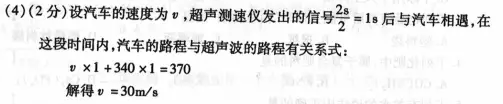 (4)(2分)设汽车的速度为v,超声测速仪发出的信号2s/2=1s后与汽车相遇,在
这段时间内,汽车的路程与超声波的路程有关系式:
v×1+340×1=370
解得v=30m/s